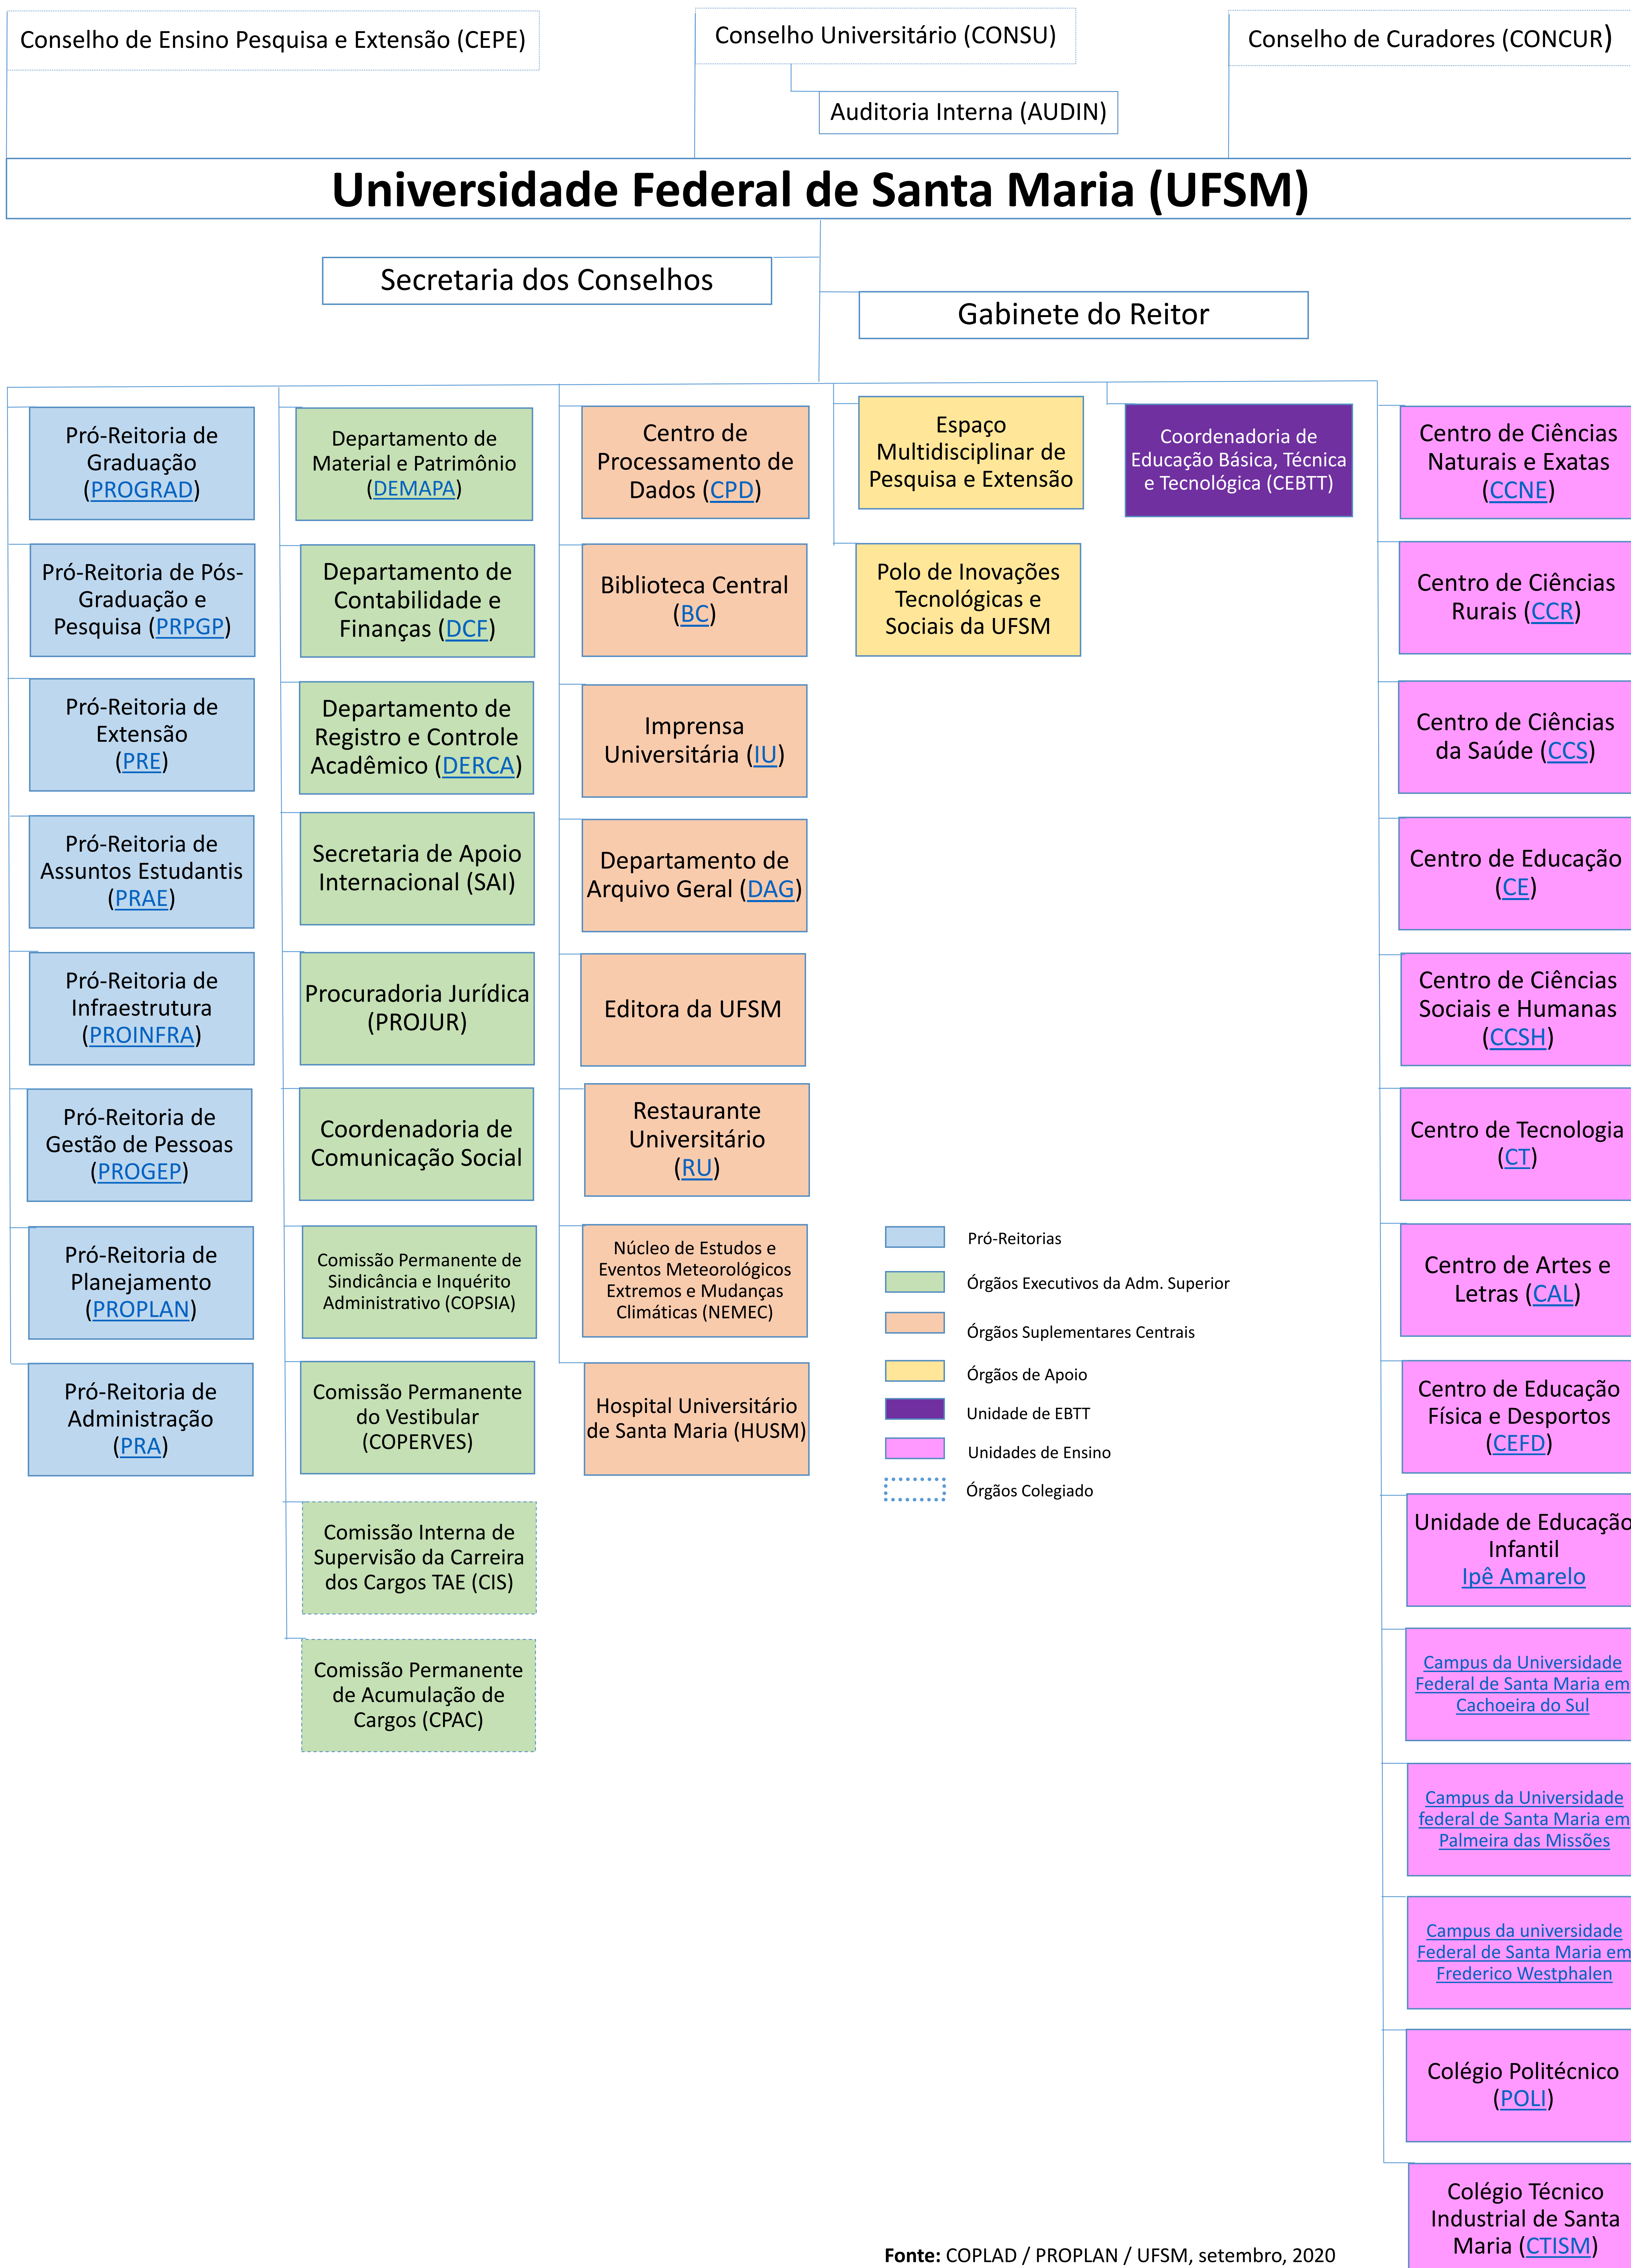 Conselho de Ensino Pesquisa e Extensão (CEPE)
Conselho Universitário (CONSU)
Conselho de Curadores (CONCUR)
Auditoria Interna (AUDIN)
Universidade Federal de Santa Maria (UFSM)
Secretaria dos Conselhos
Gabinete do Reitor
Pró-Reitoria de
Graduação
(PROGRAD)
Pró-Reitoria de Pós-
Graduação e
Pesquisa (PRPGP)
Pró-Reitoria de
Extensão
(PRE)
Pró-Reitoria de
Assuntos Estudantis
(PRAE)
Pró-Reitoria de
Infraestrutura
(PROINFRA)
Pró-Reitoria de
Gestão de Pessoas
(PROGEP)
Pró-Reitoria de
Planejamento
(PROPLAN)
Pró-Reitoria de
Administração
(PRA)
Departamento de
Material e Patrimônio
(DEMAPA)
Departamento de
Contabilidade e
Finanças (DCF)
Departamento de
Registro e Controle
Acadêmico (DERCA)
Secretaria de Apoio
Internacional (SAI)
Procuradoria Jurídica
(PROJUR)
Coordenadoria de
Comunicação Social
Comissão Permanente de
Sindicância e Inquérito
Administrativo (COPSIA)
Comissão Permanente
do Vestibular
(COPERVES)
Comissão Interna de
Supervisão da Carreira
dos Cargos TAE (CIS)
Comissão Permanente
de Acumulação de
Cargos (CPAC)
Centro de
Processamento de
Dados (CPD)
Biblioteca Central
(BC)
Imprensa
Universitária (IU)
Departamento de
Arquivo Geral (DAG)
Editora da UFSM
Restaurante
Universitário
(RU)
Núcleo de Estudos e
Eventos Meteorológicos
Extremos e Mudanças
Climáticas (NEMEC)
Hospital Universitário
de Santa Maria (HUSM)
Espaço
Multidisciplinar de
Pesquisa e Extensão
Polo de Inovações
Tecnológicas e
Sociais da UFSM
Coordenadoria de
Educação Básica, Técnica
e Tecnológica (CEBTT)
Pró-Reitorias
Órgãos Executivos da Adm. Superior
Órgãos Suplementares Centrais
Órgãos de Apoio
Unidade de EBTT
Unidades de Ensino
Órgãos Colegiado
Centro de Ciências
Naturais e Exatas
(CCNE)
Centro de Ciências
Rurais (CCR)
Centro de Ciências
da Saúde (CCS)
Centro de Educação
(CE)
Centro de Ciências
Sociais e Humanas
(CCSH)
Centro de Tecnologia
(CT)
Centro de Artes e
Letras (CAL)
Centro de Educação
Física e Desportos
(CEFD)
Unidade de Educação
Infantil
Ipê Amarelo
Campus da Universidade
Federal de Santa Maria em
Cachoeira do Sul
Campus da Universidade
federal de Santa Maria em
Palmeira das Missões
Campus da universidade
Federal de Santa Maria em
Frederico Westphalen
Colégio Politécnico
(POLI)
Colégio Técnico
Industrial de Santa
Maria (CTISM)
Fonte: COPLAD / PROPLAN / UFSM, setembro, 2020